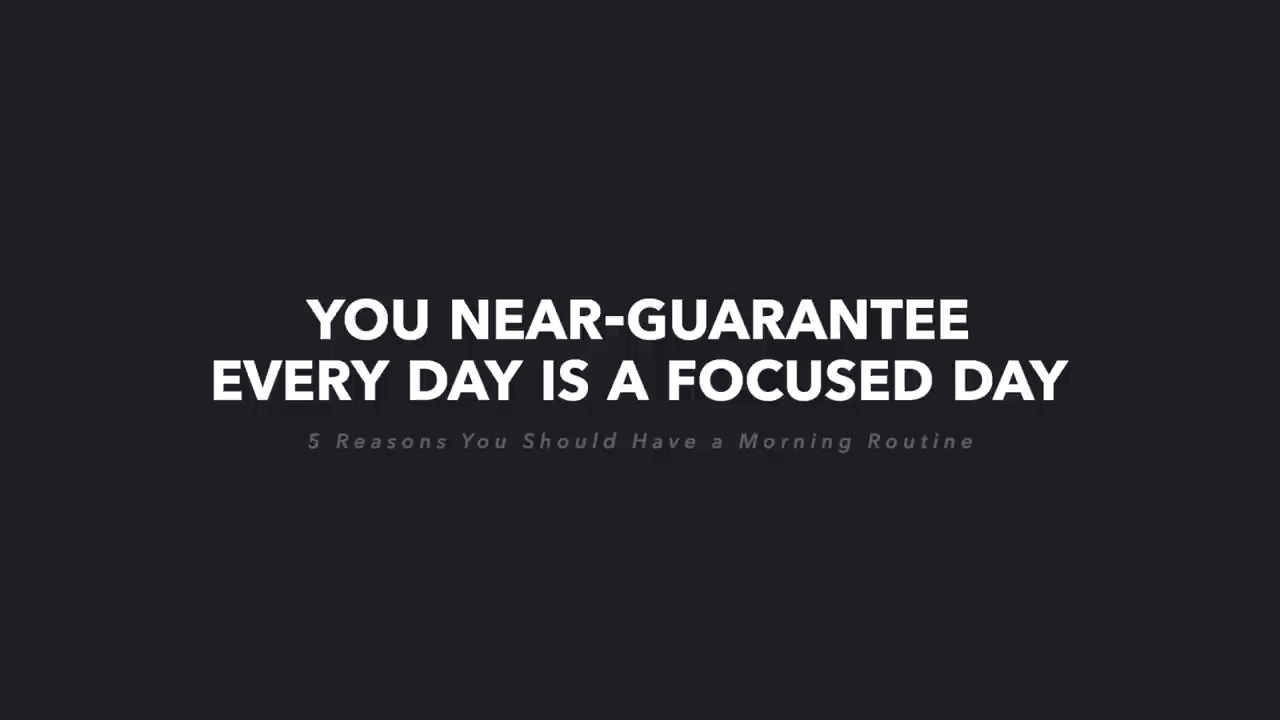 YOU NEAR-GUARANTEE
EVERY DAY IS A FOCUSED DAY
5 Reasons You Should Have a Morning Routine